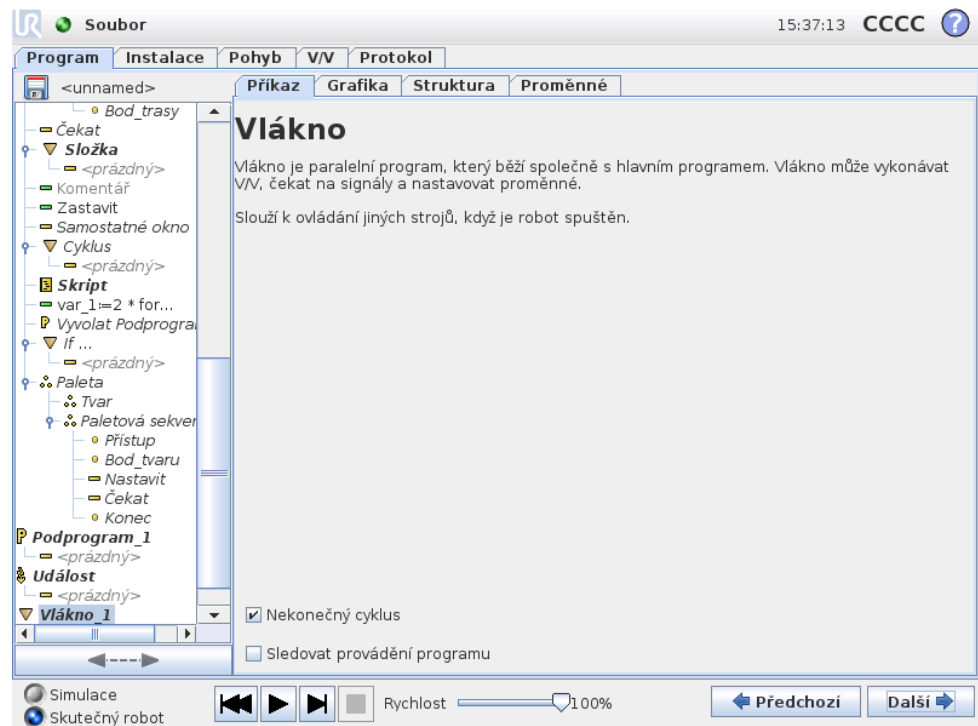 Soubor
15:37:13 CCCC ?
Program Instalace Pohyb V/V Protokol
<unnamed>
Příkaz Grafika Struktura Proměnné
Bod_trasy
Čekat
Složka
<prázdný>
Komentář
Zastavit
Samostatné okno
Cyklus
<prázdný>
Skript
var_1:=2 * for...
Vyvolat Podprogra
If ...
<prázdný>
Paleta
Tvar
Paletová sekver
Přístup
Bod_tvaru
Nastavit
Čekat
Konec
Podprogram_1
<prázdný>
Událost
<prázdný>
Vlákno_1
Vlákno
Vlákno je paralelní program, který běží společně s hlavním programem. Vlákno může vykonávat
V/V, čekat na signály a nastavovat proměnné.
Slouží k ovládání jiných strojů, když je robot spuštěn.
Nekonečný cyklus
Sledovat provádění programu
Simulace
Skutečný robot
Rychlost 100%
Předchozí Další